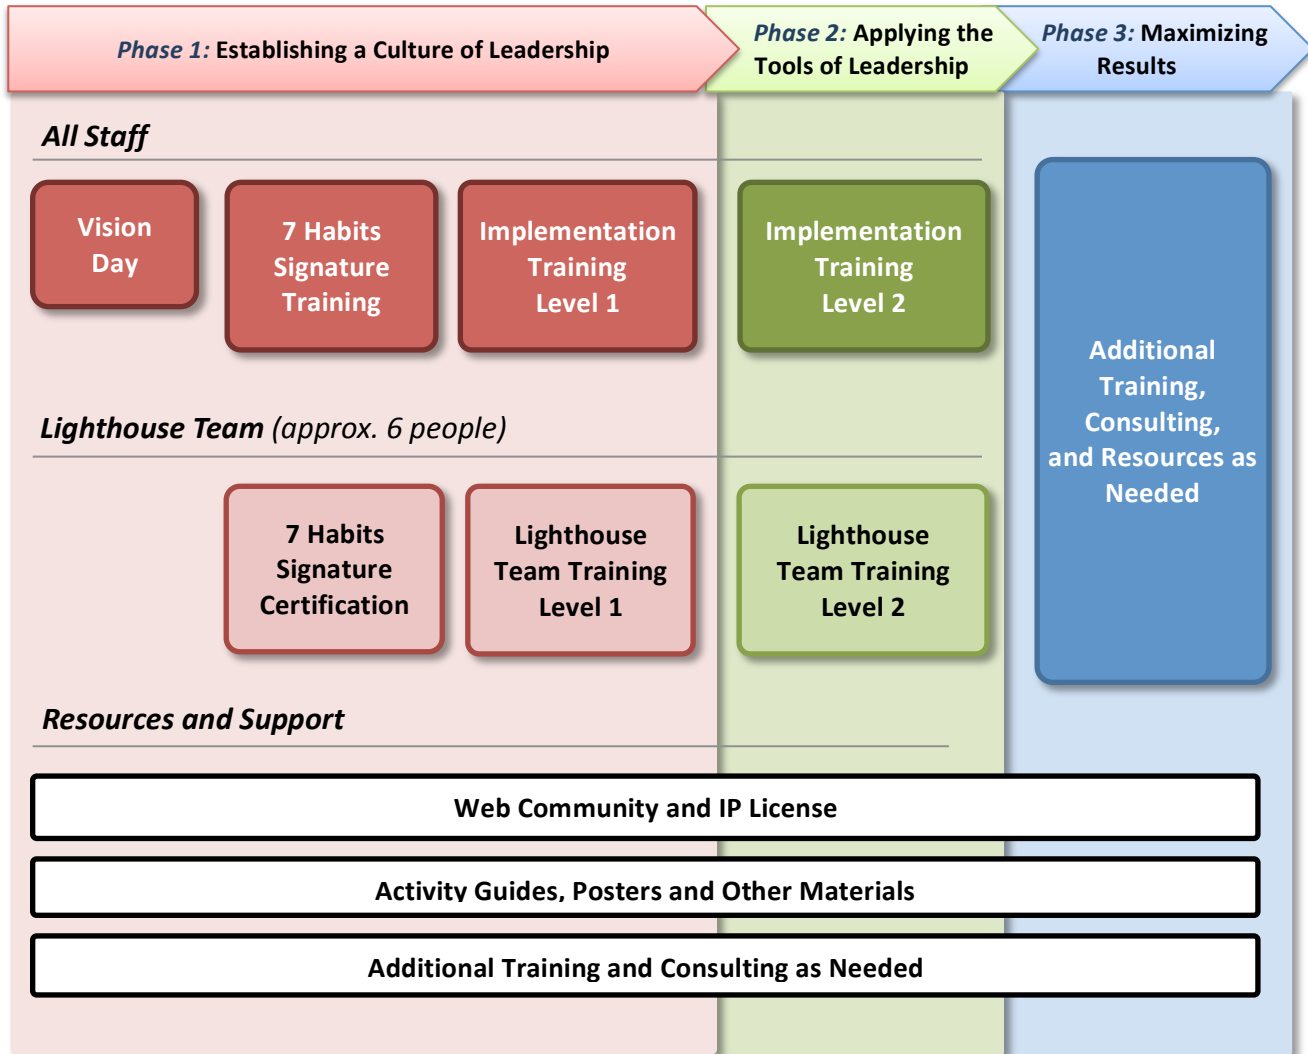 Phase 1: Establishing a Culture of Leadership
Phase 2: Applying the
Tools of Leadership
Phase 3: Maximizing
Results
All Staff
Vision
Day
7 Habits
Signature
Training
Implementation
Training
Level 1
Implementation
Training
Level 2
Additional
Training,
Consulting,
and Resources as
Needed
Lighthouse Team (approx. 6 people)
7 Habits
Signature
Certification
Lighthouse
Team Training
Level 1
Lighthouse
Team Training
Level 2
Resources and Support
Web Community and IP License
Activity Guides, Posters and Other Materials
Additional Training and Consulting as Needed